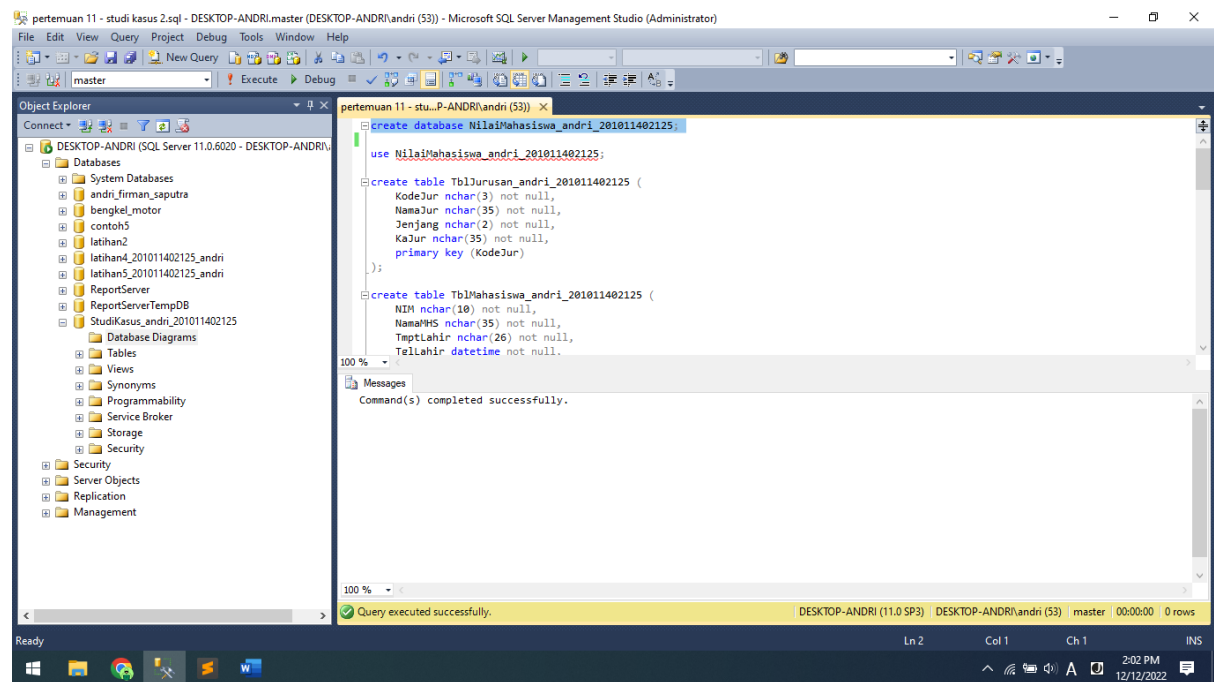 pertemuan 11 - studi kasus 2.sql - DESKTOP-ANDRI.master (DESKTOP-ANDRI\andri (53)) - Microsoft SQL Server Management Studio (Administrator)
File Edit View Query Project Debug Tools Window Help
New Query
master Execute Debug
Object Explorer
Connect
DESKTOP-ANDRI (SQL Server 11.0.6020 - DESKTOP-ANDRI\
Databases
System Databases
andri_firman_saputra
bengkel_motor
contoh5
latihan2
latihan4_201011402125_andri
latihan5_201011402125_andri
ReportServer
ReportServerTempDB
StudiKasus_andri_201011402125
Database Diagrams
Tables
Views
Synonyms
Programmability
Service Broker
Storage
Security
Security
Server Objects
Replication
Management
pertemuan 11 - stu...P-ANDRI\andri (53))
create database NilaiMahasiswa_andri_201011402125;
use NilaiMahasiswa_andri_201011402125;
create table TblJurusan_andri_201011402125 (
KodeJur nchar(3) not null,
NamaJur nchar(35) not null,
Jenjang nchar(2) not null,
KaJur nchar(35) not null,
primary key (KodeJur)
);
create table TblMahasiswa_andri_201011402125 (
NIM nchar(10) not null,
NamaMHS nchar(35) not null,
TmptLahir nchar(26) not null,
TglLahir datetime not null,
100 %
Messages
Command(s) completed successfully.
100 %
Query executed successfully. DESKTOP-ANDRI (11.0 SP3) DESKTOP-ANDRI\andri (53) master 00:00:00 0 rows
Ready Ln 2 Col 1 Ch 1 INS
A J 2:02 PM
12/12/2022